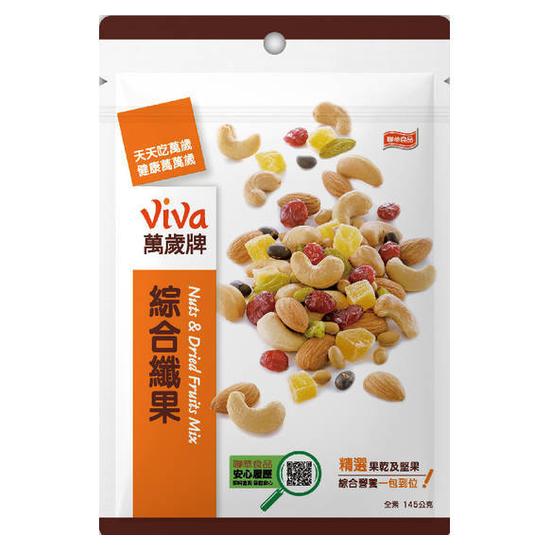 天天吃萬歲
健康萬萬歲
聯華食品
Viva
萬歲牌
綜合纖果
Nuts & Dried Fruits Mix
聯華食品
安心履歷
精選果乾及堅果
綜合營養一包到位!
全素 145公克